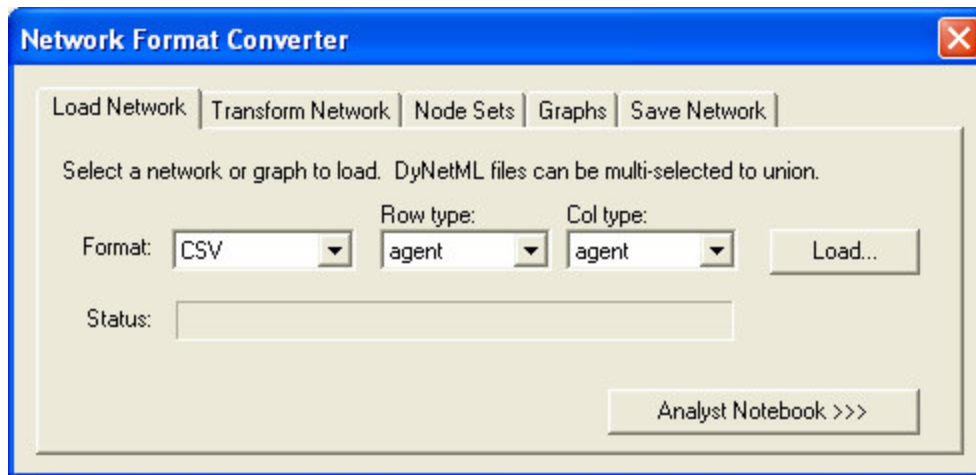 Network Format Converter
Load Network Transform Network Node Sets Graphs Save Network
Select a network or graph to load. DyNetML files can be multi-selected to union.
Row type: Col type:
Format: CSV agent agent Load...
Status:
Analyst Notebook >>>